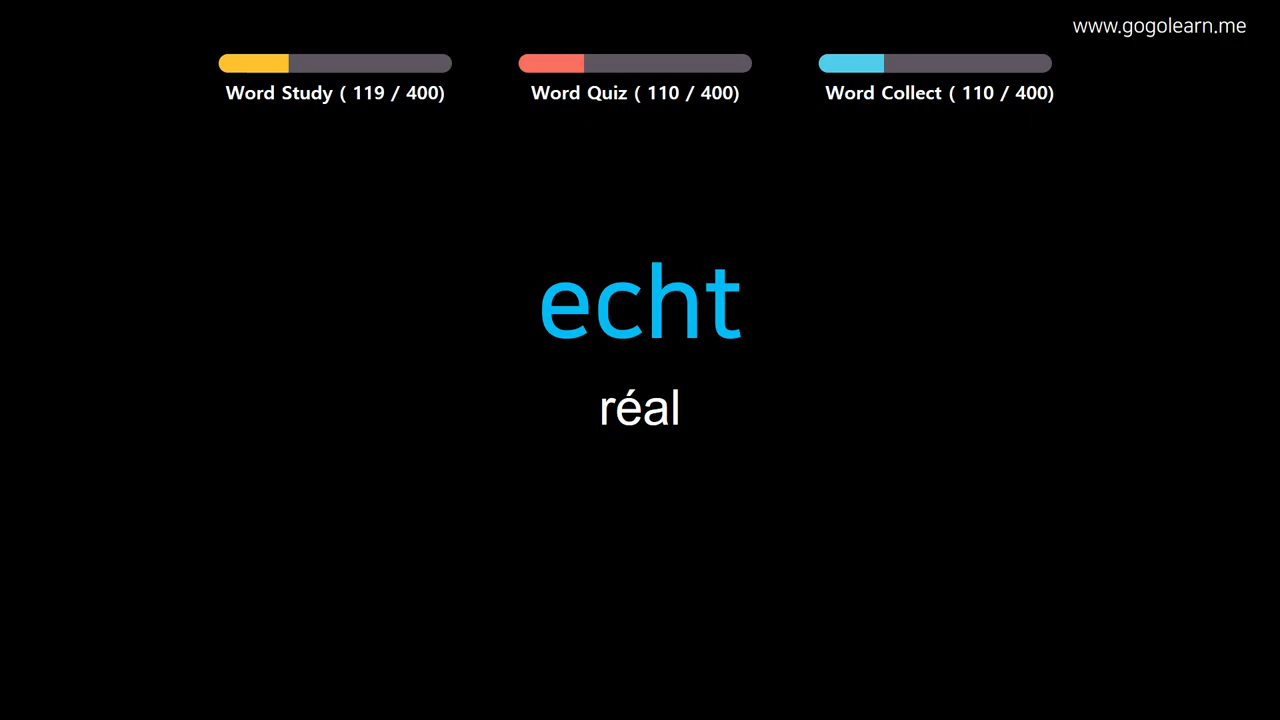 www.gogolearn.me
Word Study ( 119 / 400)
Word Quiz ( 110 / 400)
Word Collect ( 110 / 400)
echt
réal